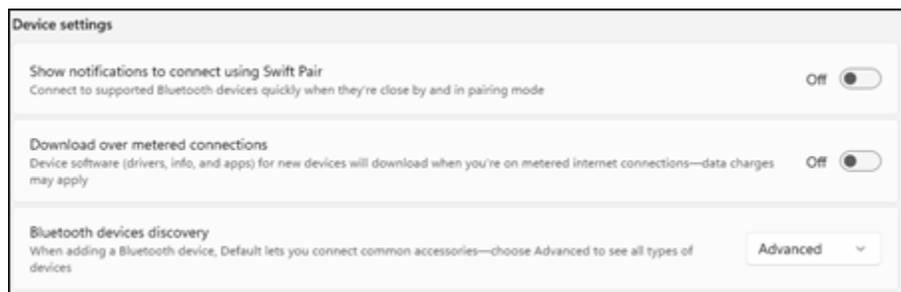 Device settings
Show notifications to connect using Swift Pair
Off
Connect to supported Bluetooth devices quickly when they're close by and in pairing mode
Download over metered connections
Device software (drivers, info, and apps) for new devices will download when you're on metered internet connections—data charges
Off
may apply
Bluetooth devices discovery
When adding a Bluetooth device, Default lets you connect common accessories—choose Advanced to see all types of
Advanced
devices